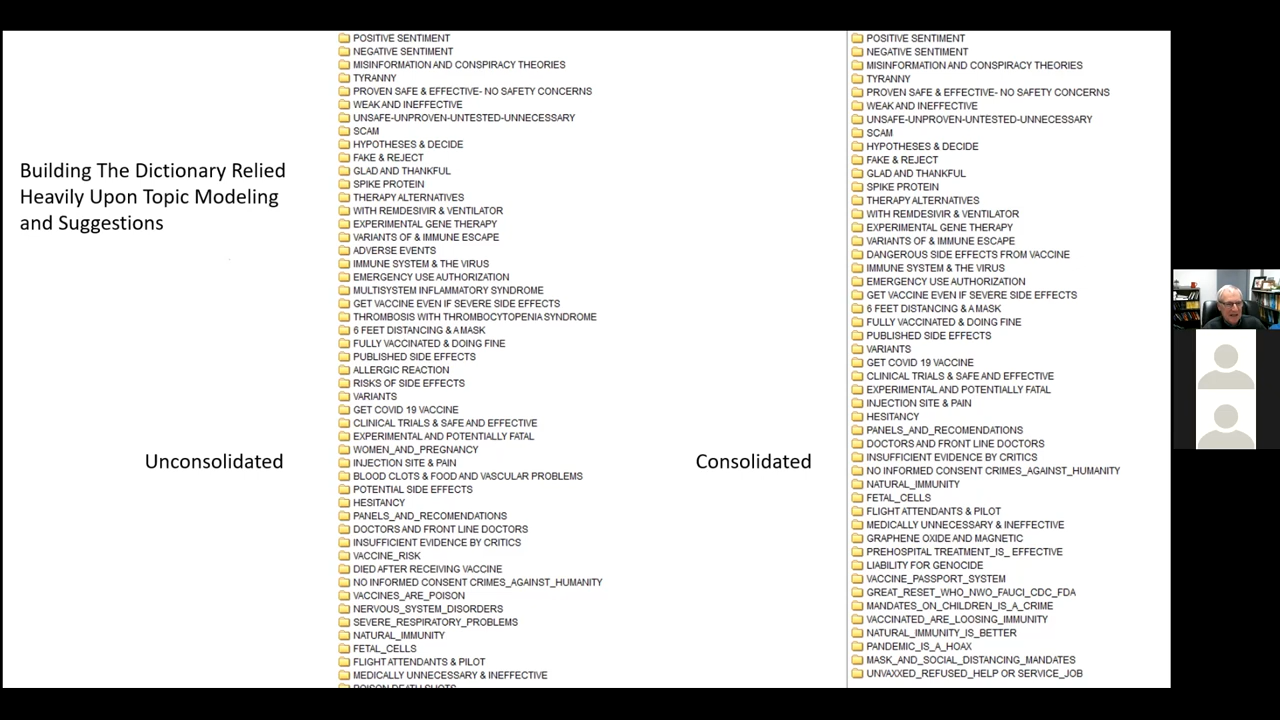 Building The Dictionary Relied
Heavily Upon Topic Modeling
and Suggestions
Unconsolidated
POSITIVE SENTIMENT
NEGATIVE SENTIMENT
MISINFORMATION AND CONSPIRACY THEORIES
TYRANNY
PROVEN SAFE & EFFECTIVE- NO SAFETY CONCERNS
WEAK AND INEFFECTIVE
UNSAFE-UNPROVEN-UNTESTED-UNNECESSARY
SCAM
HYPOTHESES & DECIDE
FAKE & REJECT
GLAD AND THANKFUL
SPIKE PROTEIN
THERAPY ALTERNATIVES
WITH REMDESIVIR & VENTILATOR
EXPERIMENTAL GENE THERAPY
VARIANTS OF & IMMUNE ESCAPE
ADVERSE EVENTS
IMMUNE SYSTEM & THE VIRUS
EMERGENCY USE AUTHORIZATION
MULTISYSTEM INFLAMMATORY SYNDROME
GET VACCINE EVEN IF SEVERE SIDE EFFECTS
THROMBOSIS WITH THROMBOCYTOPENIA SYNDROME
6 FEET DISTANCING & A MASK
FULLY VACCINATED & DOING FINE
PUBLISHED SIDE EFFECTS
ALLERGIC REACTION
RISKS OF SIDE EFFECTS
VARIANTS
GET COVID 19 VACCINE
CLINICAL TRIALS & SAFE AND EFFECTIVE
EXPERIMENTAL AND POTENTIALLY FATAL
WOMEN_AND_PREGNANCY
INJECTION SITE & PAIN
BLOOD CLOTS & FOOD AND VASCULAR PROBLEMS
POTENTIAL SIDE EFFECTS
HESITANCY
PANELS_AND_RECOMENDATIONS
DOCTORS AND FRONT LINE DOCTORS
INSUFFICIENT EVIDENCE BY CRITICS
VACCINE_RISK
DIED AFTER RECEIVING VACCINE
NO INFORMED CONSENT CRIMES_AGAINST_HUMANITY
VACCINES_ARE_POISON
NERVOUS_SYSTEM_DISORDERS
SEVERE_RESPIRATORY_PROBLEMS
NATURAL_IMMUNITY
FETAL_CELLS
FLIGHT ATTENDANTS & PILOT
MEDICALLY UNNECESSARY & INEFFECTIVE
POISON DEATH SHOTS
Consolidated
POSITIVE SENTIMENT
NEGATIVE SENTIMENT
MISINFORMATION AND CONSPIRACY THEORIES
TYRANNY
PROVEN SAFE & EFFECTIVE- NO SAFETY CONCERNS
WEAK AND INEFFECTIVE
UNSAFE-UNPROVEN-UNTESTED-UNNECESSARY
SCAM
HYPOTHESES & DECIDE
FAKE & REJECT
GLAD AND THANKFUL
SPIKE PROTEIN
THERAPY ALTERNATIVES
WITH REMDESIVIR & VENTILATOR
EXPERIMENTAL GENE THERAPY
VARIANTS OF & IMMUNE ESCAPE
DANGEROUS SIDE EFFECTS FROM VACCINE
IMMUNE SYSTEM & THE VIRUS
EMERGENCY USE AUTHORIZATION
GET VACCINE EVEN IF SEVERE SIDE EFFECTS
6 FEET DISTANCING & A MASK
FULLY VACCINATED & DOING FINE
PUBLISHED SIDE EFFECTS
VARIANTS
GET COVID 19 VACCINE
CLINICAL TRIALS & SAFE AND EFFECTIVE
EXPERIMENTAL AND POTENTIALLY FATAL
INJECTION SITE & PAIN
HESITANCY
PANELS_AND_RECOMENDATIONS
DOCTORS AND FRONT LINE DOCTORS
INSUFFICIENT EVIDENCE BY CRITICS
NO INFORMED CONSENT CRIMES_AGAINST_HUMANITY
NATURAL_IMMUNITY
FETAL_CELLS
FLIGHT ATTENDANTS & PILOT
MEDICALLY UNNECESSARY & INEFFECTIVE
GRAPHENE OXIDE AND MAGNETIC
PREHOSPITAL TREATMENT_IS_ EFFECTIVE
LIABILITY FOR GENOCIDE
VACCINE_PASSPORT_SYSTEM
GREAT_RESET_WHO_NWO_FAUCI_CDC_FDA
MANDATES_ON_CHILDREN_IS_A_CRIME
VACCINATED_ARE_LOOSING_IMMUNITY
NATURAL_IMMUNITY_IS_BETTER
PANDEMIC_IS_A_HOAX
MASK_AND_SOCIAL_DISTANCING_MANDATES
UNVAXXED_REFUSED_HELP OR SERVICE_JOB